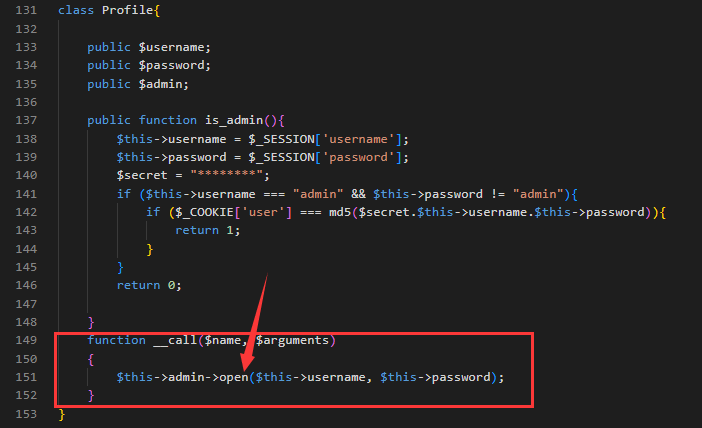 131 class Profile{
132
133     public $username;
134     public $password;
135     public $admin;
136
137     public function is_admin(){
138         $this->username = $_SESSION['username'];
139         $this->password = $_SESSION['password'];
140         $secret = "********";
141         if ($this->username === "admin" && $this->password != "admin"){
142             if ($_COOKIE['user'] === md5($secret.$this->username.$this->password)){
143                 return 1;
144             }
145         }
146         return 0;
147
148     }
149     function __call($name, $arguments)
150     {
151         $this->admin->open($this->username, $this->password);
152     }
153 }